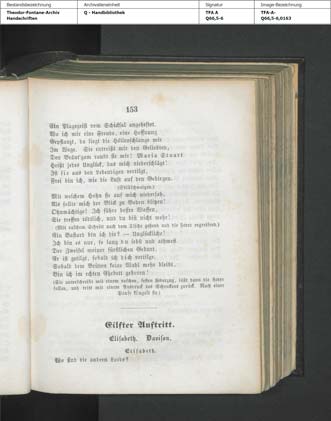 Bestandsbezeichnung
Theodor-Fontane-Archiv
Handschriften
Archivalieneinheit
Q - Handbibliothek
Signatur
TFA A
Q66,5-6
Image-Bezeichnung
TFA-A-
Q66,5-6,0163
153
Ein Plagegeist vom Schicksal angeheftet.
Wo ich mir eine Freude, eine Hoffnung
Gepflanzt, da liegt die Höllenschlange mir
Im Wege. Sie entreißt mir den Geliebten,
Den Bräut'gam raubt sie mir! Maria Stuart
Heißt jedes Unglück, das mich niederschlägt!
Ist sie aus den Lebendigen vertilgt,
Frei bin ich, wie die Luft auf den Gebirgen.
(Stillschweigen.)
Mit welchem Hohn sie auf mich niedersah,
Als sollte mich der Blick zu Boden blitzen!
Ohnmächtige! Ich führe bessre Waffen,
Sie treffen tödtlich, und du bist nicht mehr!
(Mit raschem Schritt nach dem Tische gehend und die Feder ergreifend.)
Ein Bastard bin ich dir? — Unglückliche!
Ich bin es nur, so lang du lebst und athmest.
Der Zweifel meiner fürstlichen Geburt
Er ist getilgt, sobald ich dich vertilge.
Sobald dem Britten keine Wahl mehr bleibt,
Bin ich im echten Ehebett geboren!
(Sie unterschreibt mit einem raschen, festen Federzug, läßt dann die Feder
fallen, und tritt mit einem Ausdruck des Schreckens zurück. Nach einer
Pause klingelt sie.)
Eilfter Auftritt.
Elisabeth. Davison.
Elisabeth.
Wo sind die andern Lords?